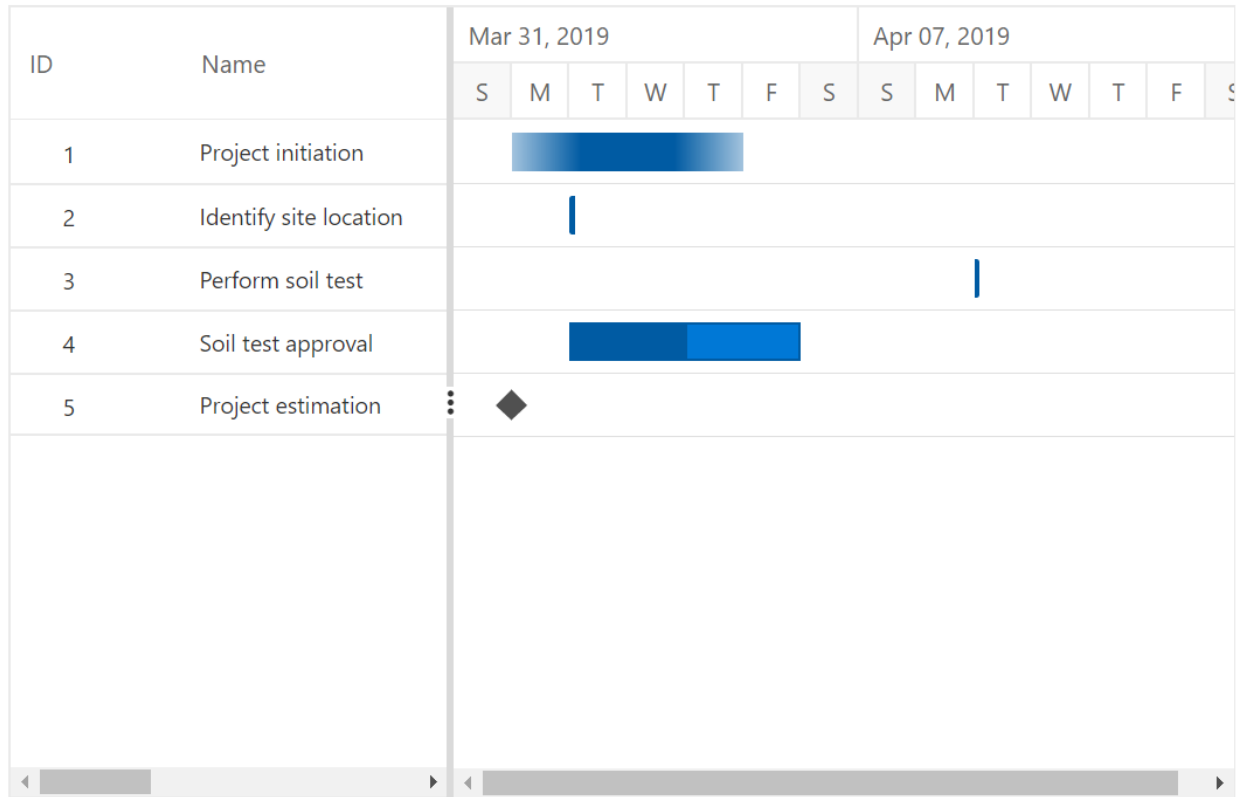 ID Name Mar 31, 2019 Apr 07, 2019
S M T W T F S S M T W T F S
1 Project initiation
2 Identify site location
3 Perform soil test
4 Soil test approval
5 Project estimation